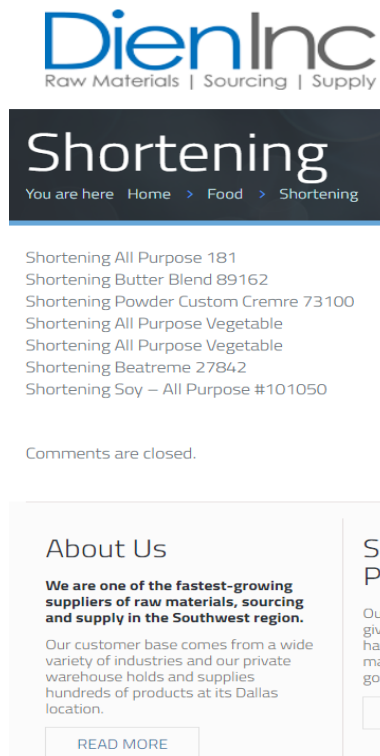 DienInc
Raw Materials | Sourcing | Supply
Shortening
You are here Home > Food > Shortening
Shortening All Purpose 181
Shortening Butter Blend 89162
Shortening Powder Custom Cremre 73100
Shortening All Purpose Vegetable
Shortening All Purpose Vegetable
Shortening Beatreme 27842
Shortening Soy – All Purpose #101050
Comments are closed.
About Us
We are one of the fastest-growing
suppliers of raw materials, sourcing
and supply in the Southwest region.
Our customer base comes from a wide
variety of industries and our private
warehouse holds and supplies
hundreds of products at its Dallas
location.
READ MORE